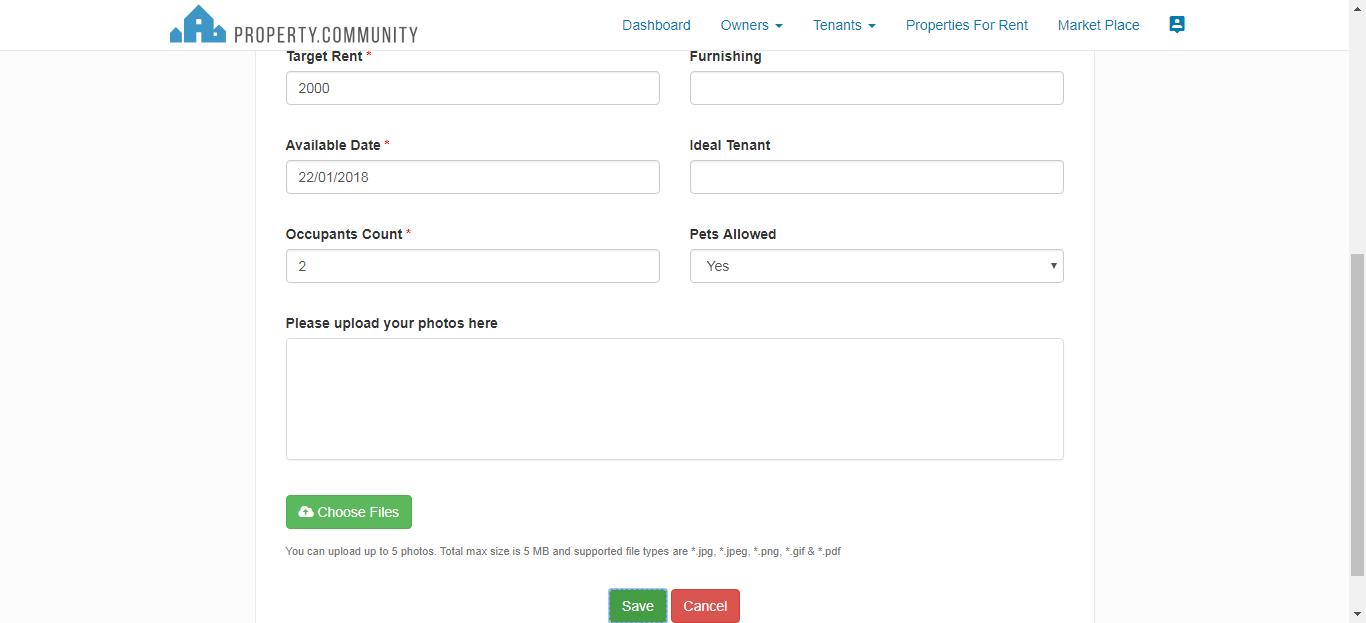 PROPERTY.COMMUNITY
Dashboard Owners Tenants Properties For Rent Market Place
Target Rent * Furnishing
2000
Available Date * Ideal Tenant
22/01/2018
Occupants Count * Pets Allowed
2 Yes
Please upload your photos here
Choose Files
You can upload up to 5 photos. Total max size is 5 MB and supported file types are *.jpg, *.jpeg, *.png, *.gif & *.pdf
Save Cancel